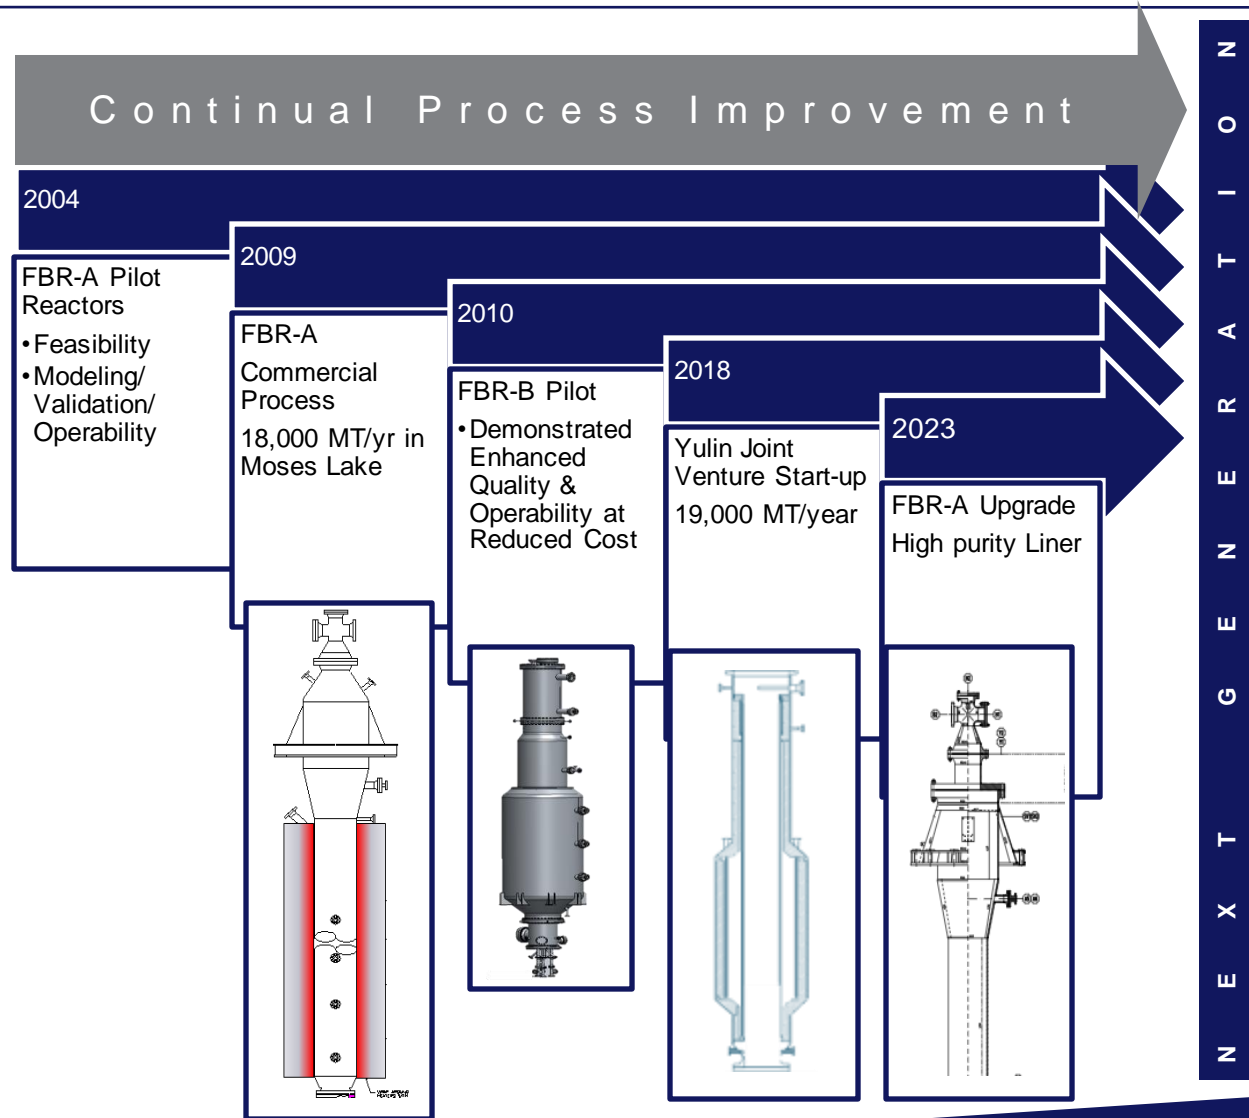 Continual Process Improvement
2004
FBR-A Pilot
Reactors
•Feasibility
•Modeling/
Validation/
Operability
2009
FBR-A
Commercial
Process
18,000 MT/yr in
Moses Lake
2010
FBR-B Pilot
•Demonstrated
Enhanced
Quality &
Operability at
Reduced Cost
2018
Yulin Joint
Venture Start-up
19,000 MT/year
2023
FBR-A Upgrade
High purity Liner
NEXT GENERATION